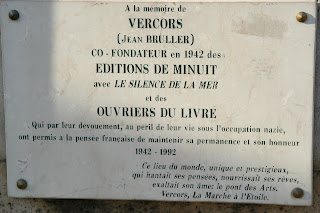 A la mémoire de
VERCORS
(JEAN BRULLER)
CO-FONDATEUR en 1942 des
EDITIONS DE MINUIT
avec LE SILENCE DE LA MER
et des
OUVRIERS DU LIVRE
Qui par leur dévouement, au péril de leur vie sous l'occupation nazie,
ont permis a la pensée française de maintenir sa permanence et son honneur
1942 - 1992
Ce lieu du monde, unique et prestigieux,
qui hantait ses pensées, nourrissait ses rêves,
exaltait son âme: le pont des Arts.
Vercors, La Marche à l'Etoile.